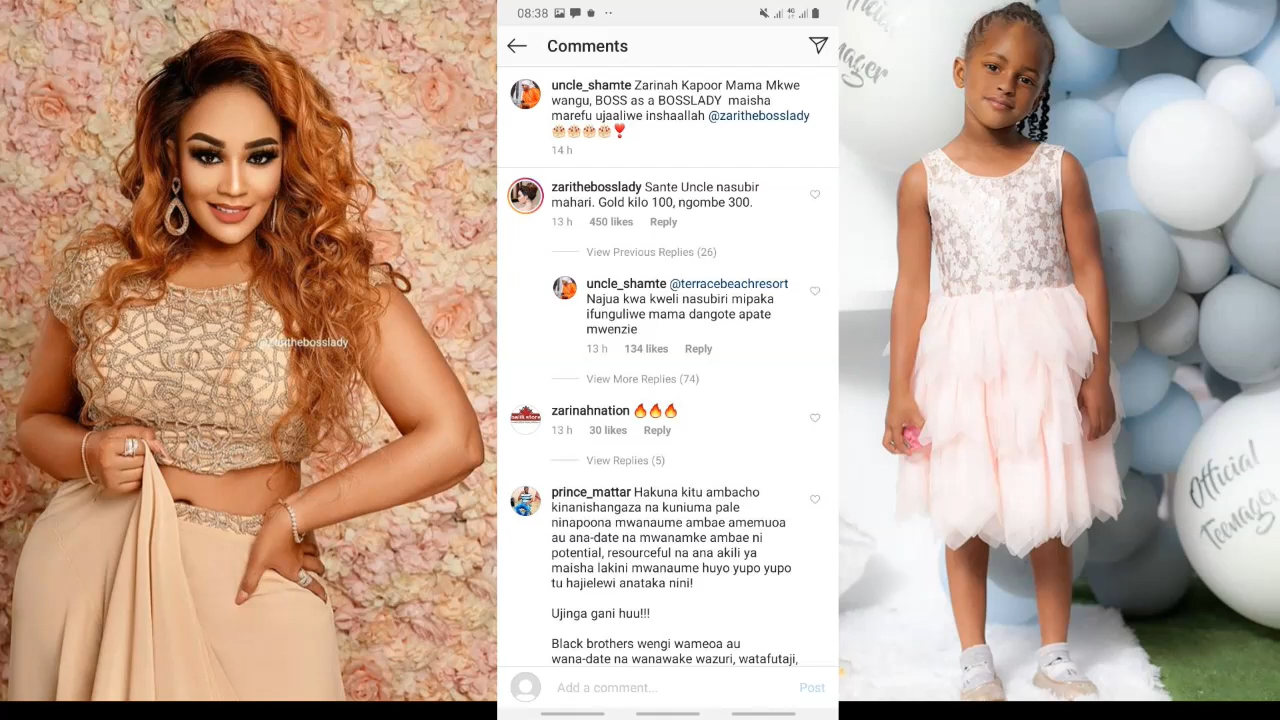 @Zarithebosslady
08:38
4G
Comments
uncle_shamte Zarinah Kapoor Mama Mkwe
wangu, BOSS as a BOSSLADY maisha
marefu ujaaliwe inshaallah @zarithebosslady
14 h
zarithebosslady Sante Uncle nasubir
mahari. Gold kilo 100, ngombe 300.
13 h 450 likes Reply
View Previous Replies (26)
uncle_shamte @terracebeachresort
Najua kwa kweli nasubiri mipaka
ifunguliwe mama dangote apate
mwenzie
13 h 134 likes Reply
View More Replies (74)
zarinahnation 🔥🔥🔥
13 h 30 likes Reply
View Replies (5)
prince_mattar Hakuna kitu ambacho
kinanishangaza na kuniuma pale
ninapoona mwanaume ambae amemuoa
au ana-date na mwanamke ambae ni
potential, resourceful na ana akili ya
maisha lakini mwanaume huyo yupo yupo
tu hajielewi anataka nini!
Ujinga gani huu!!!
Black brothers wengi wameoa au
wana-date na wanawake wazuri, watafutaji,
Add a comment... Post
Official
Teenager